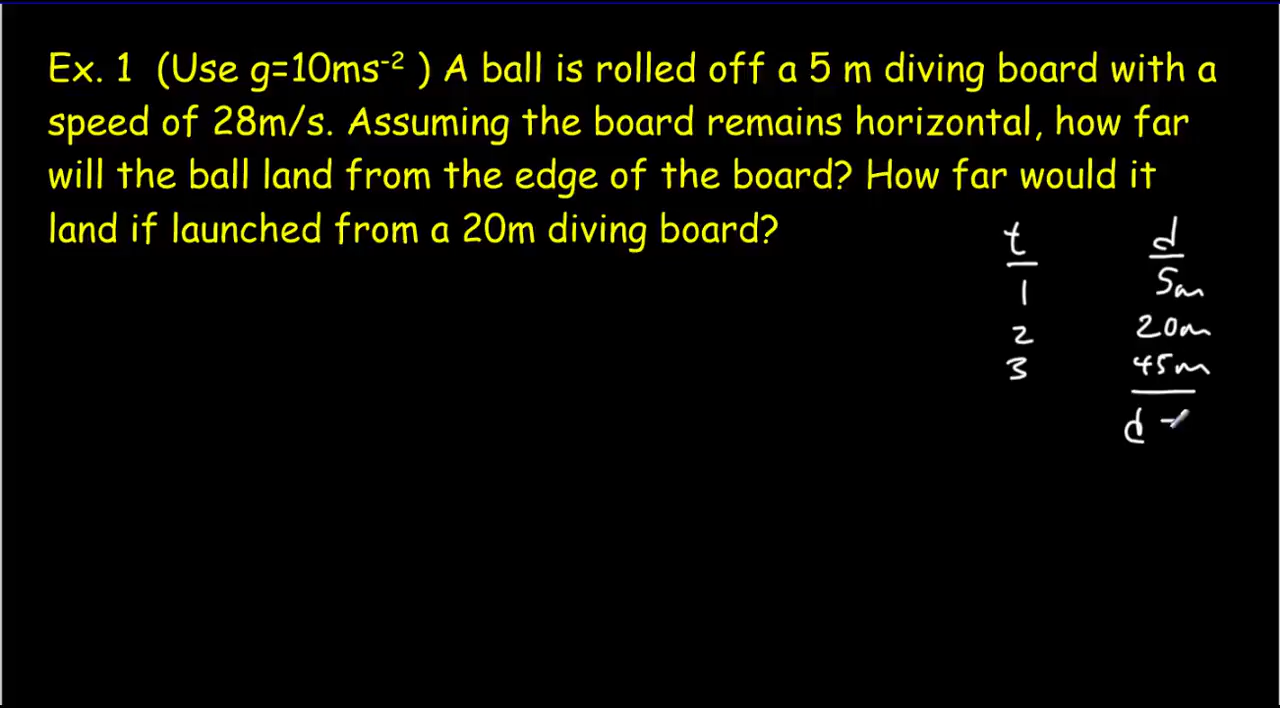 Ex. 1 (Use g=10ms⁻² ) A ball is rolled off a 5 m diving board with a
speed of 28m/s. Assuming the board remains horizontal, how far
will the ball land from the edge of the board? How far would it
land if launched from a 20m diving board?
t d
1 5m
2 20m
3 45m
d